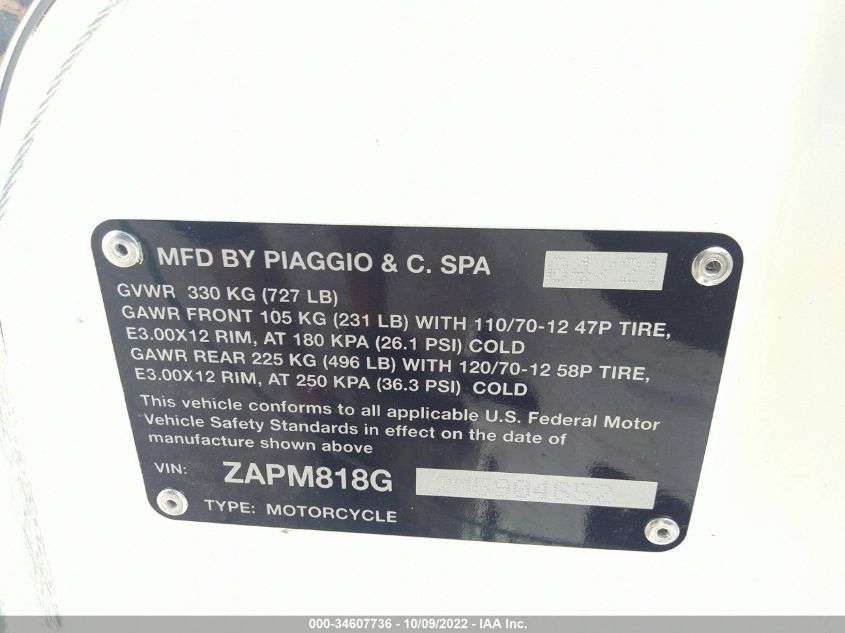 MFD BY PIAGGIO & C. SPA 04/21
GVWR 330 KG (727 LB)
GAWR FRONT 105 KG (231 LB) WITH 110/70-12 47P TIRE,
E3.00X12 RIM, AT 180 KPA (26.1 PSI) COLD
GAWR REAR 225 KG (496 LB) WITH 120/70-12 58P TIRE,
E3.00X12 RIM, AT 250 KPA (36.3 PSI) COLD
This vehicle conforms to all applicable U.S. Federal Motor
Vehicle Safety Standards in effect on the date of
manufacture shown above
VIN: ZAPM818G
TYPE: MOTORCYCLE
000-34607736 - 10/09/2022 - IAA Inc.